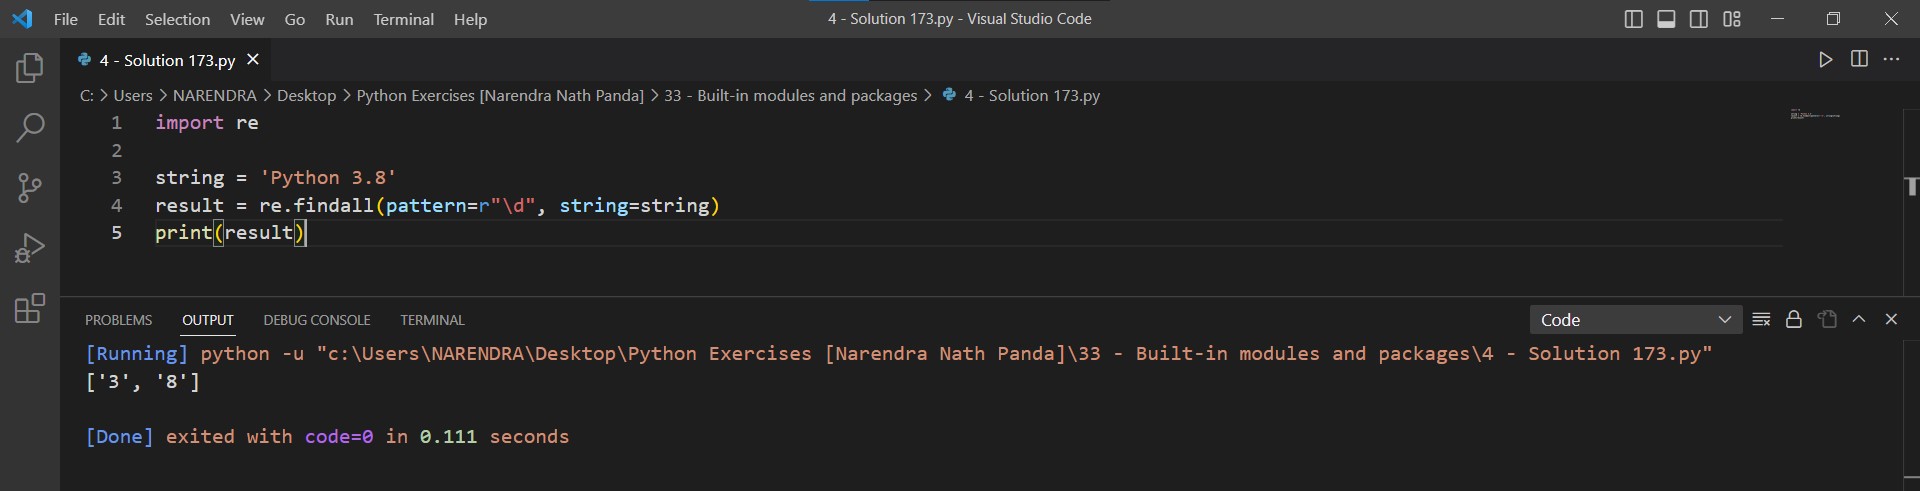 File Edit Selection View Go Run Terminal Help 4 - Solution 173.py - Visual Studio Code
4 - Solution 173.py
C: > Users > NARENDRA > Desktop > Python Exercises [Narendra Nath Panda] > 33 - Built-in modules and packages > 4 - Solution 173.py
1 import re
2
3 string = 'Python 3.8'
4 result = re.findall(pattern=r"\d", string=string)
5 print(result)
PROBLEMS OUTPUT DEBUG CONSOLE TERMINAL Code
[Running] python -u "c:\Users\NARENDRA\Desktop\Python Exercises [Narendra Nath Panda]\33 - Built-in modules and packages\4 - Solution 173.py"
['3', '8']
[Done] exited with code=0 in 0.111 seconds